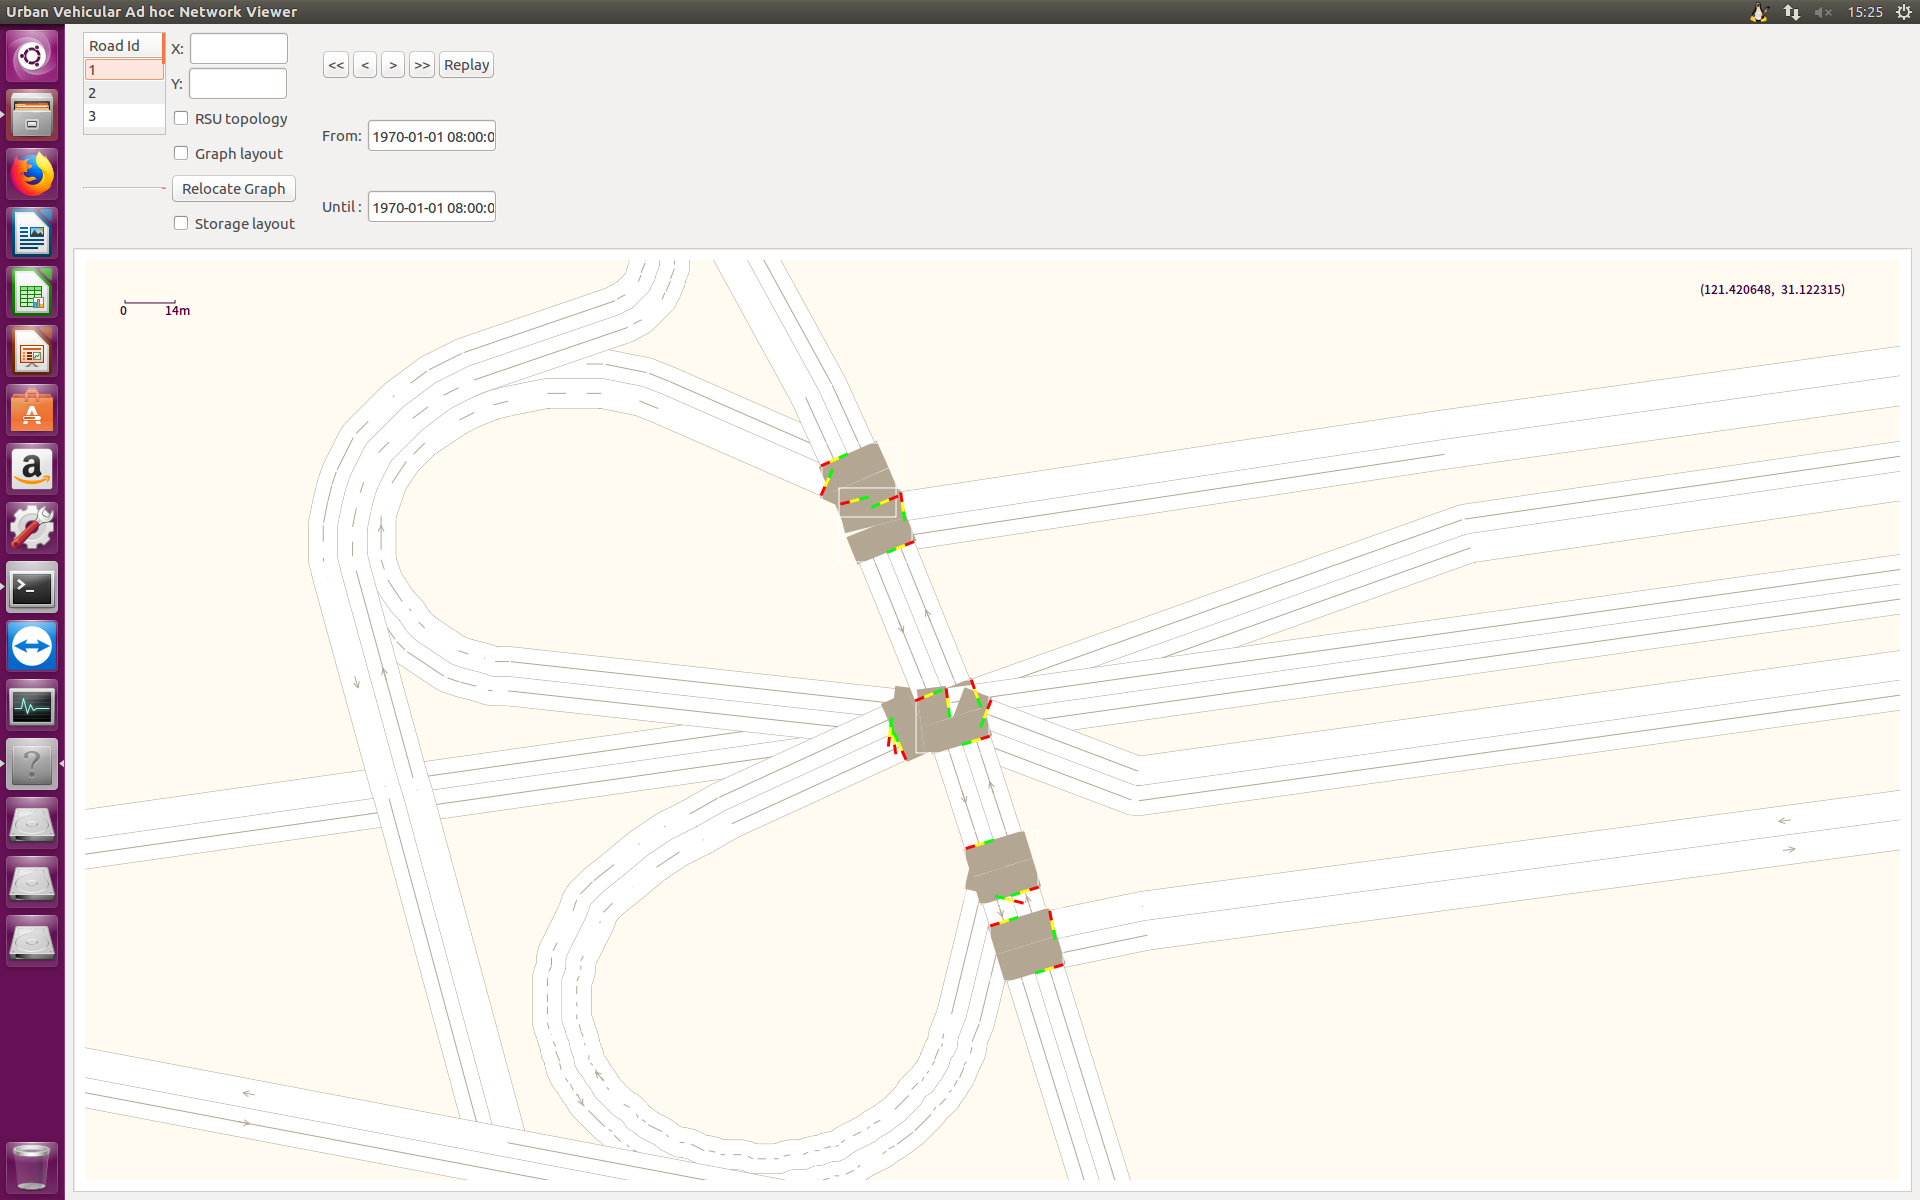 Urban Vehicular Ad hoc Network Viewer
15:25
Road Id
1
2
3
X:
Y:
RSU topology
Graph layout
Relocate Graph
Storage layout
<<
<
>
>>
Replay
From:
1970-01-01 08:00:0
Until :
1970-01-01 08:00:0
0
14m
(121.420648, 31.122315)